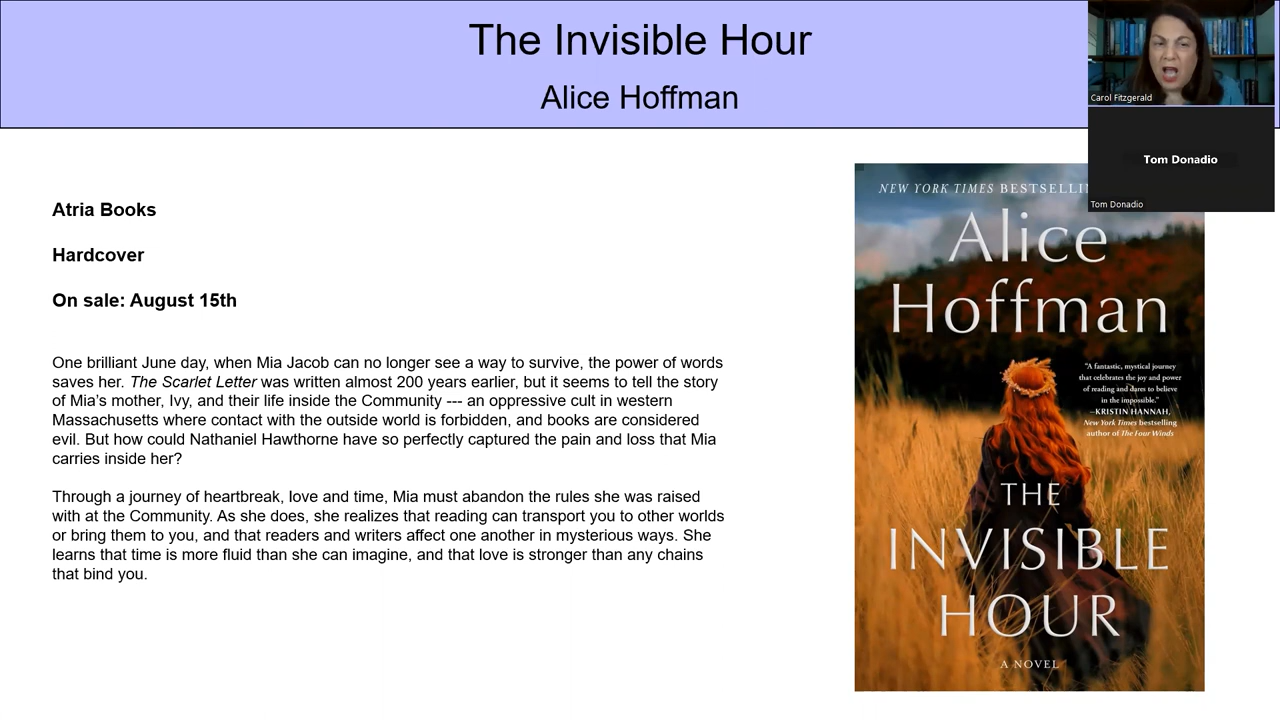 The Invisible Hour
Alice Hoffman
Carol Fitzgerald
Tom Donadio
Tom Donadio
Atria Books
Hardcover
On sale: August 15th
One brilliant June day, when Mia Jacob can no longer see a way to survive, the power of words
saves her. The Scarlet Letter was written almost 200 years earlier, but it seems to tell the story
of Mia’s mother, Ivy, and their life inside the Community --- an oppressive cult in western
Massachusetts where contact with the outside world is forbidden, and books are considered
evil. But how could Nathaniel Hawthorne have so perfectly captured the pain and loss that Mia
carries inside her?
Through a journey of heartbreak, love and time, Mia must abandon the rules she was raised
with at the Community. As she does, she realizes that reading can transport you to other worlds
or bring them to you, and that readers and writers affect one another in mysterious ways. She
learns that time is more fluid than she can imagine, and that love is stronger than any chains
that bind you.
NEW YORK TIMES BESTSELLIN
Alice
Hoffman
"A fantastic, mystical journey
that celebrates the joy and power
of reading and dares to believe
in the impossible."
—KRISTIN HANNAH,
New York Times bestselling
author of The Four Winds
THE
INVISIBLE
HOUR
A NOVEL